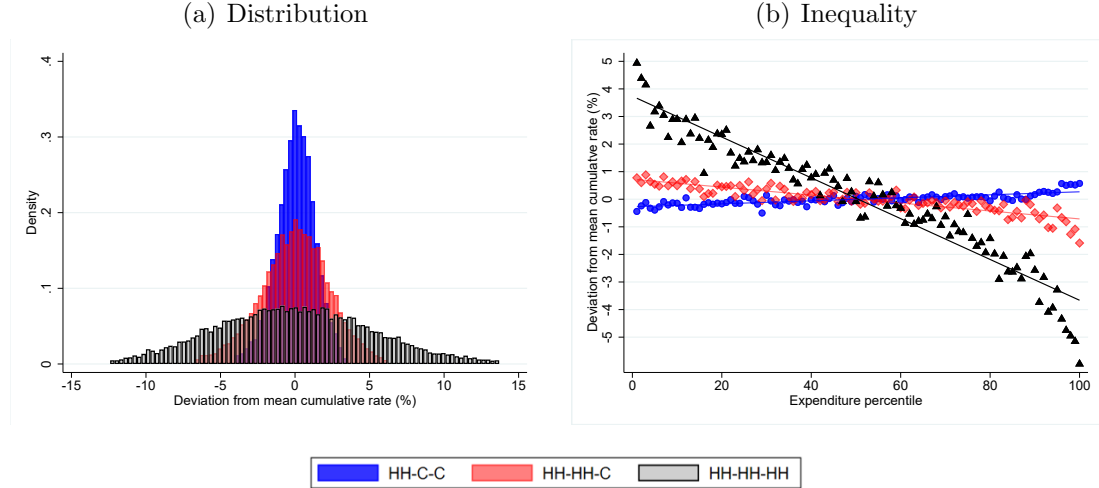 (a) Distribution
.4
.3
.2
.1
0
Density
-15 -10 -5 0 5 10 15
Deviation from mean cumulative rate (%)
(b) Inequality
5
4
3
2
1
0
-1
-2
-3
-4
-5
Deviation from mean cumulative rate (%)
0 20 40 60 80 100
Expenditure percentile
HH-C-C HH-HH-C HH-HH-HH